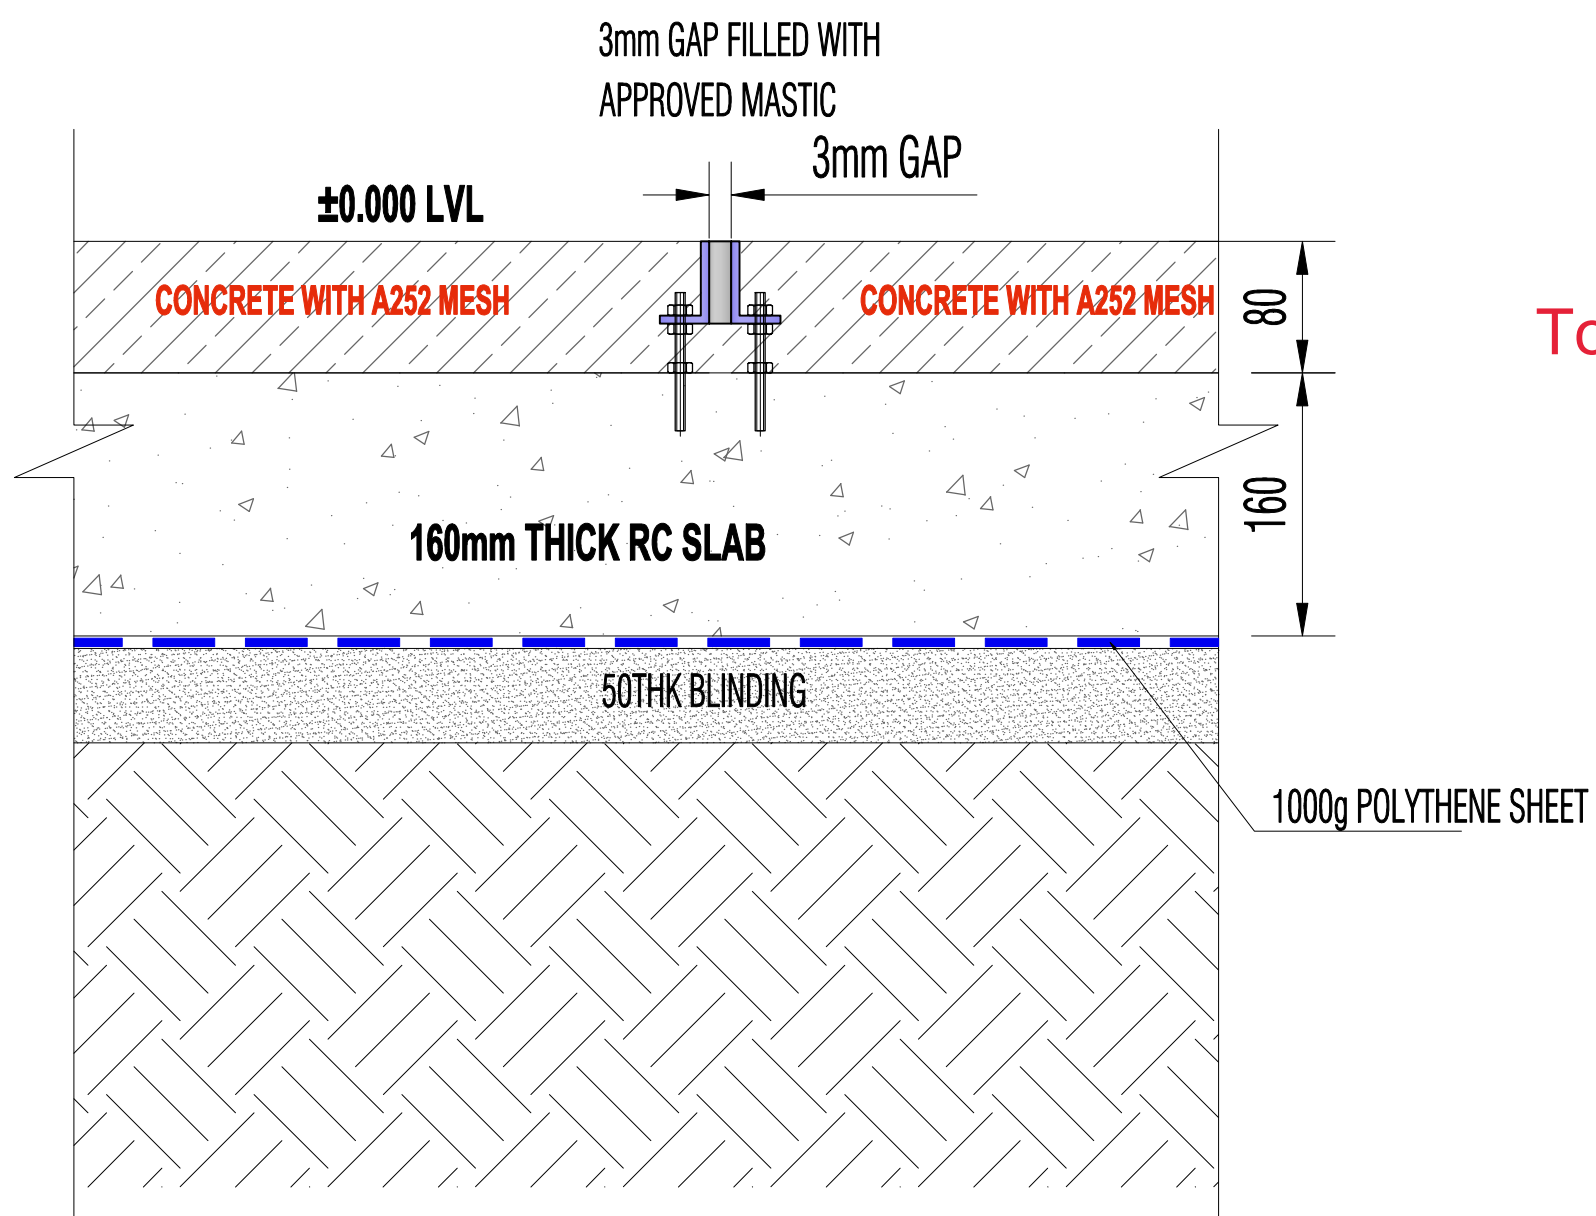 3mm GAP FILLED WITH
APPROVED MASTIC
3mm GAP
±0.000 LVL
CONCRETE WITH A252 MESH
CONCRETE WITH A252 MESH
80
160
160mm THICK RC SLAB
50THK BLINDING
1000g POLYTHENE SHEET